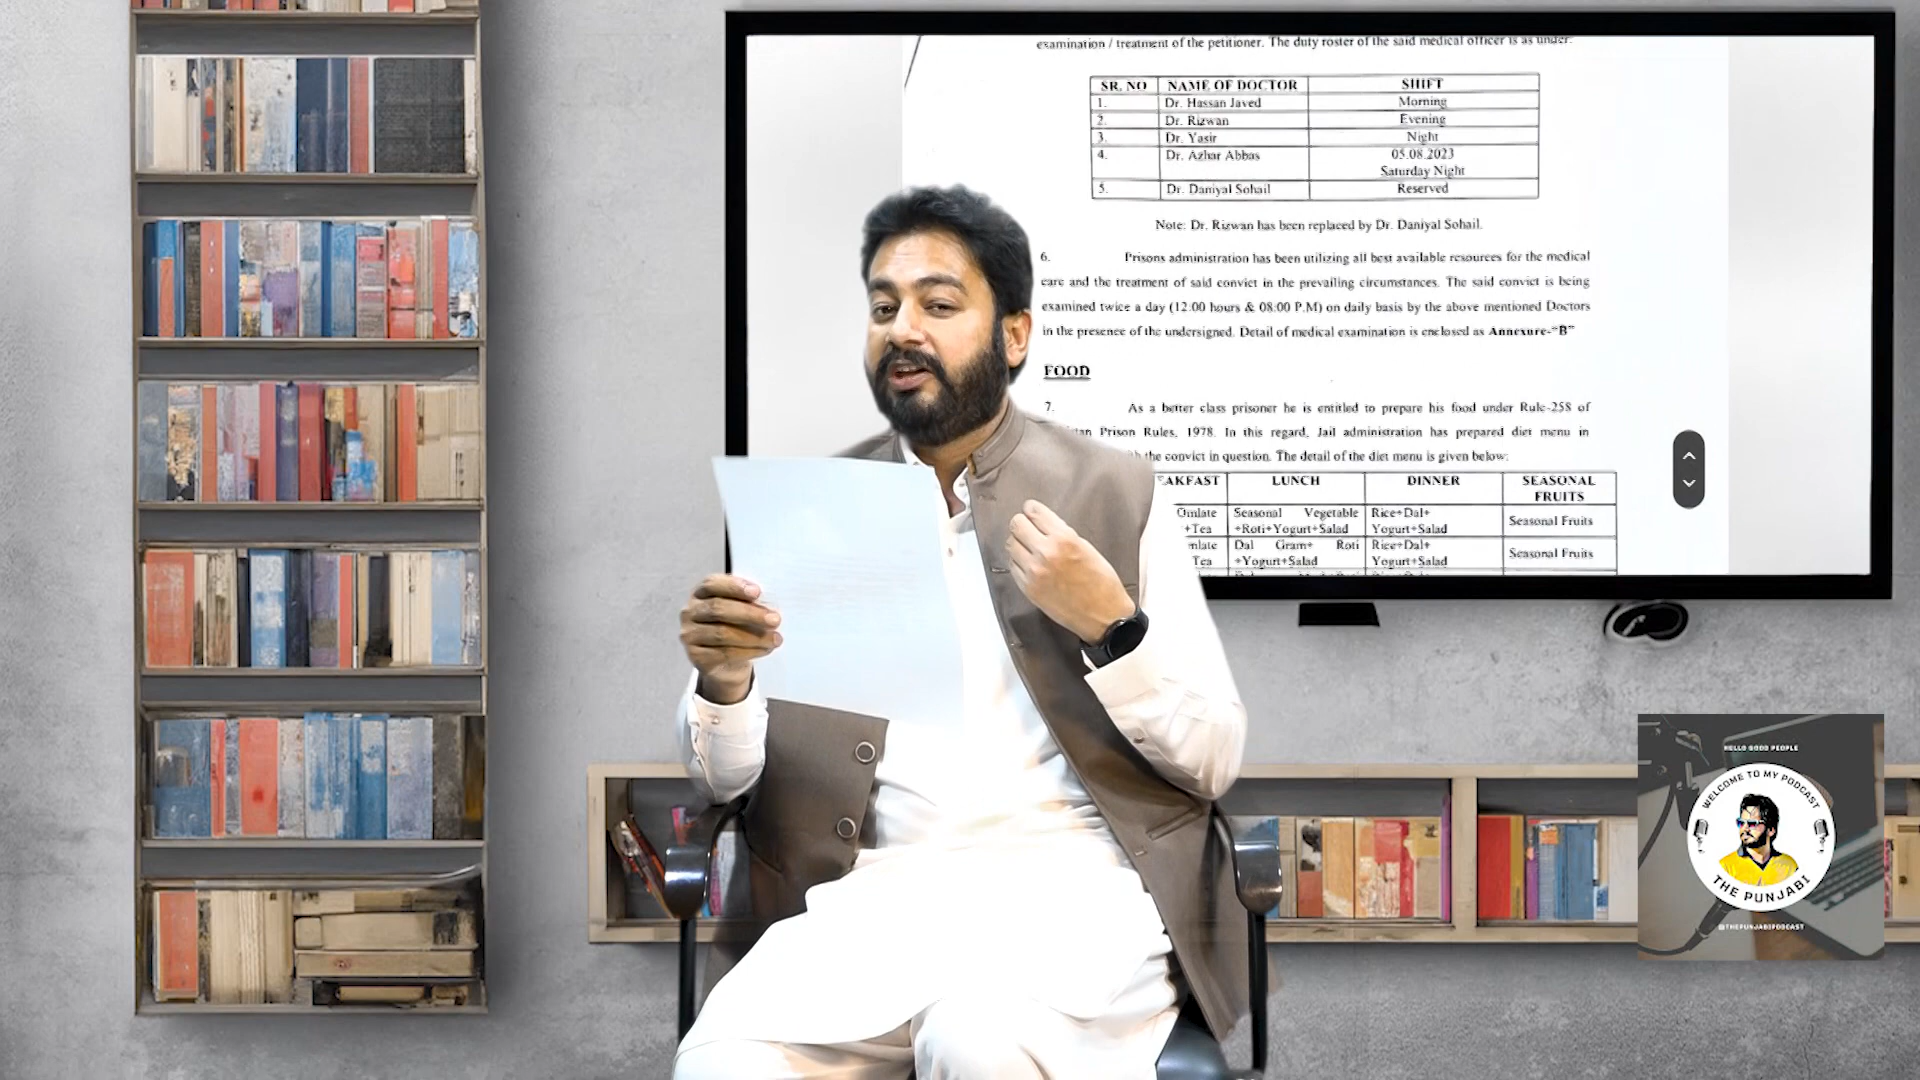 examination / treatment of the petitioner. The duty roster of the said medical officer is as under:
SR. NO NAME OF DOCTOR SHIFT
1. Dr. Hassan Javed Morning
2. Dr. Rizwan Evening
3. Dr. Yasir Night
4. Dr. Azhar Abbas 05.08.2023
Saturday Night
5. Dr. Daniyal Sohail Reserved
Note: Dr. Rizwan has been replaced by Dr. Daniyal Sohail.
6. Prisons administration has been utilizing all best available resources for the medical
care and the treatment of said convict in the prevailing circumstances. The said convict is being
examined twice a day (12:00 hours & 08:00 P.M) on daily basis by the above mentioned Doctors
in the presence of the undersigned. Detail of medical examination is enclosed as Annexure-"B"
FOOD
7. As a better class prisoner he is entitled to prepare his food under Rule-258 of
Prison Rules, 1978. In this regard, Jail administration has prepared diet menu in
the convict in question. The detail of the diet menu is given below:
AKFAST LUNCH DINNER SEASONAL
FRUITS
Omlate Seasonal Vegetable Rice+Dal+ Seasonal Fruits
+Tea +Roti+Yogurt+Salad Yogurt+Salad
mlate Dal Gram+ Roti Rice+Dal+ Seasonal Fruits
Tea +Yogurt+Salad Yogurt+Salad
HELLO GOOD PEOPLE
WELCOME TO MY PODCAST
THE PUNJABI
@THEPUNJABIPODCAST